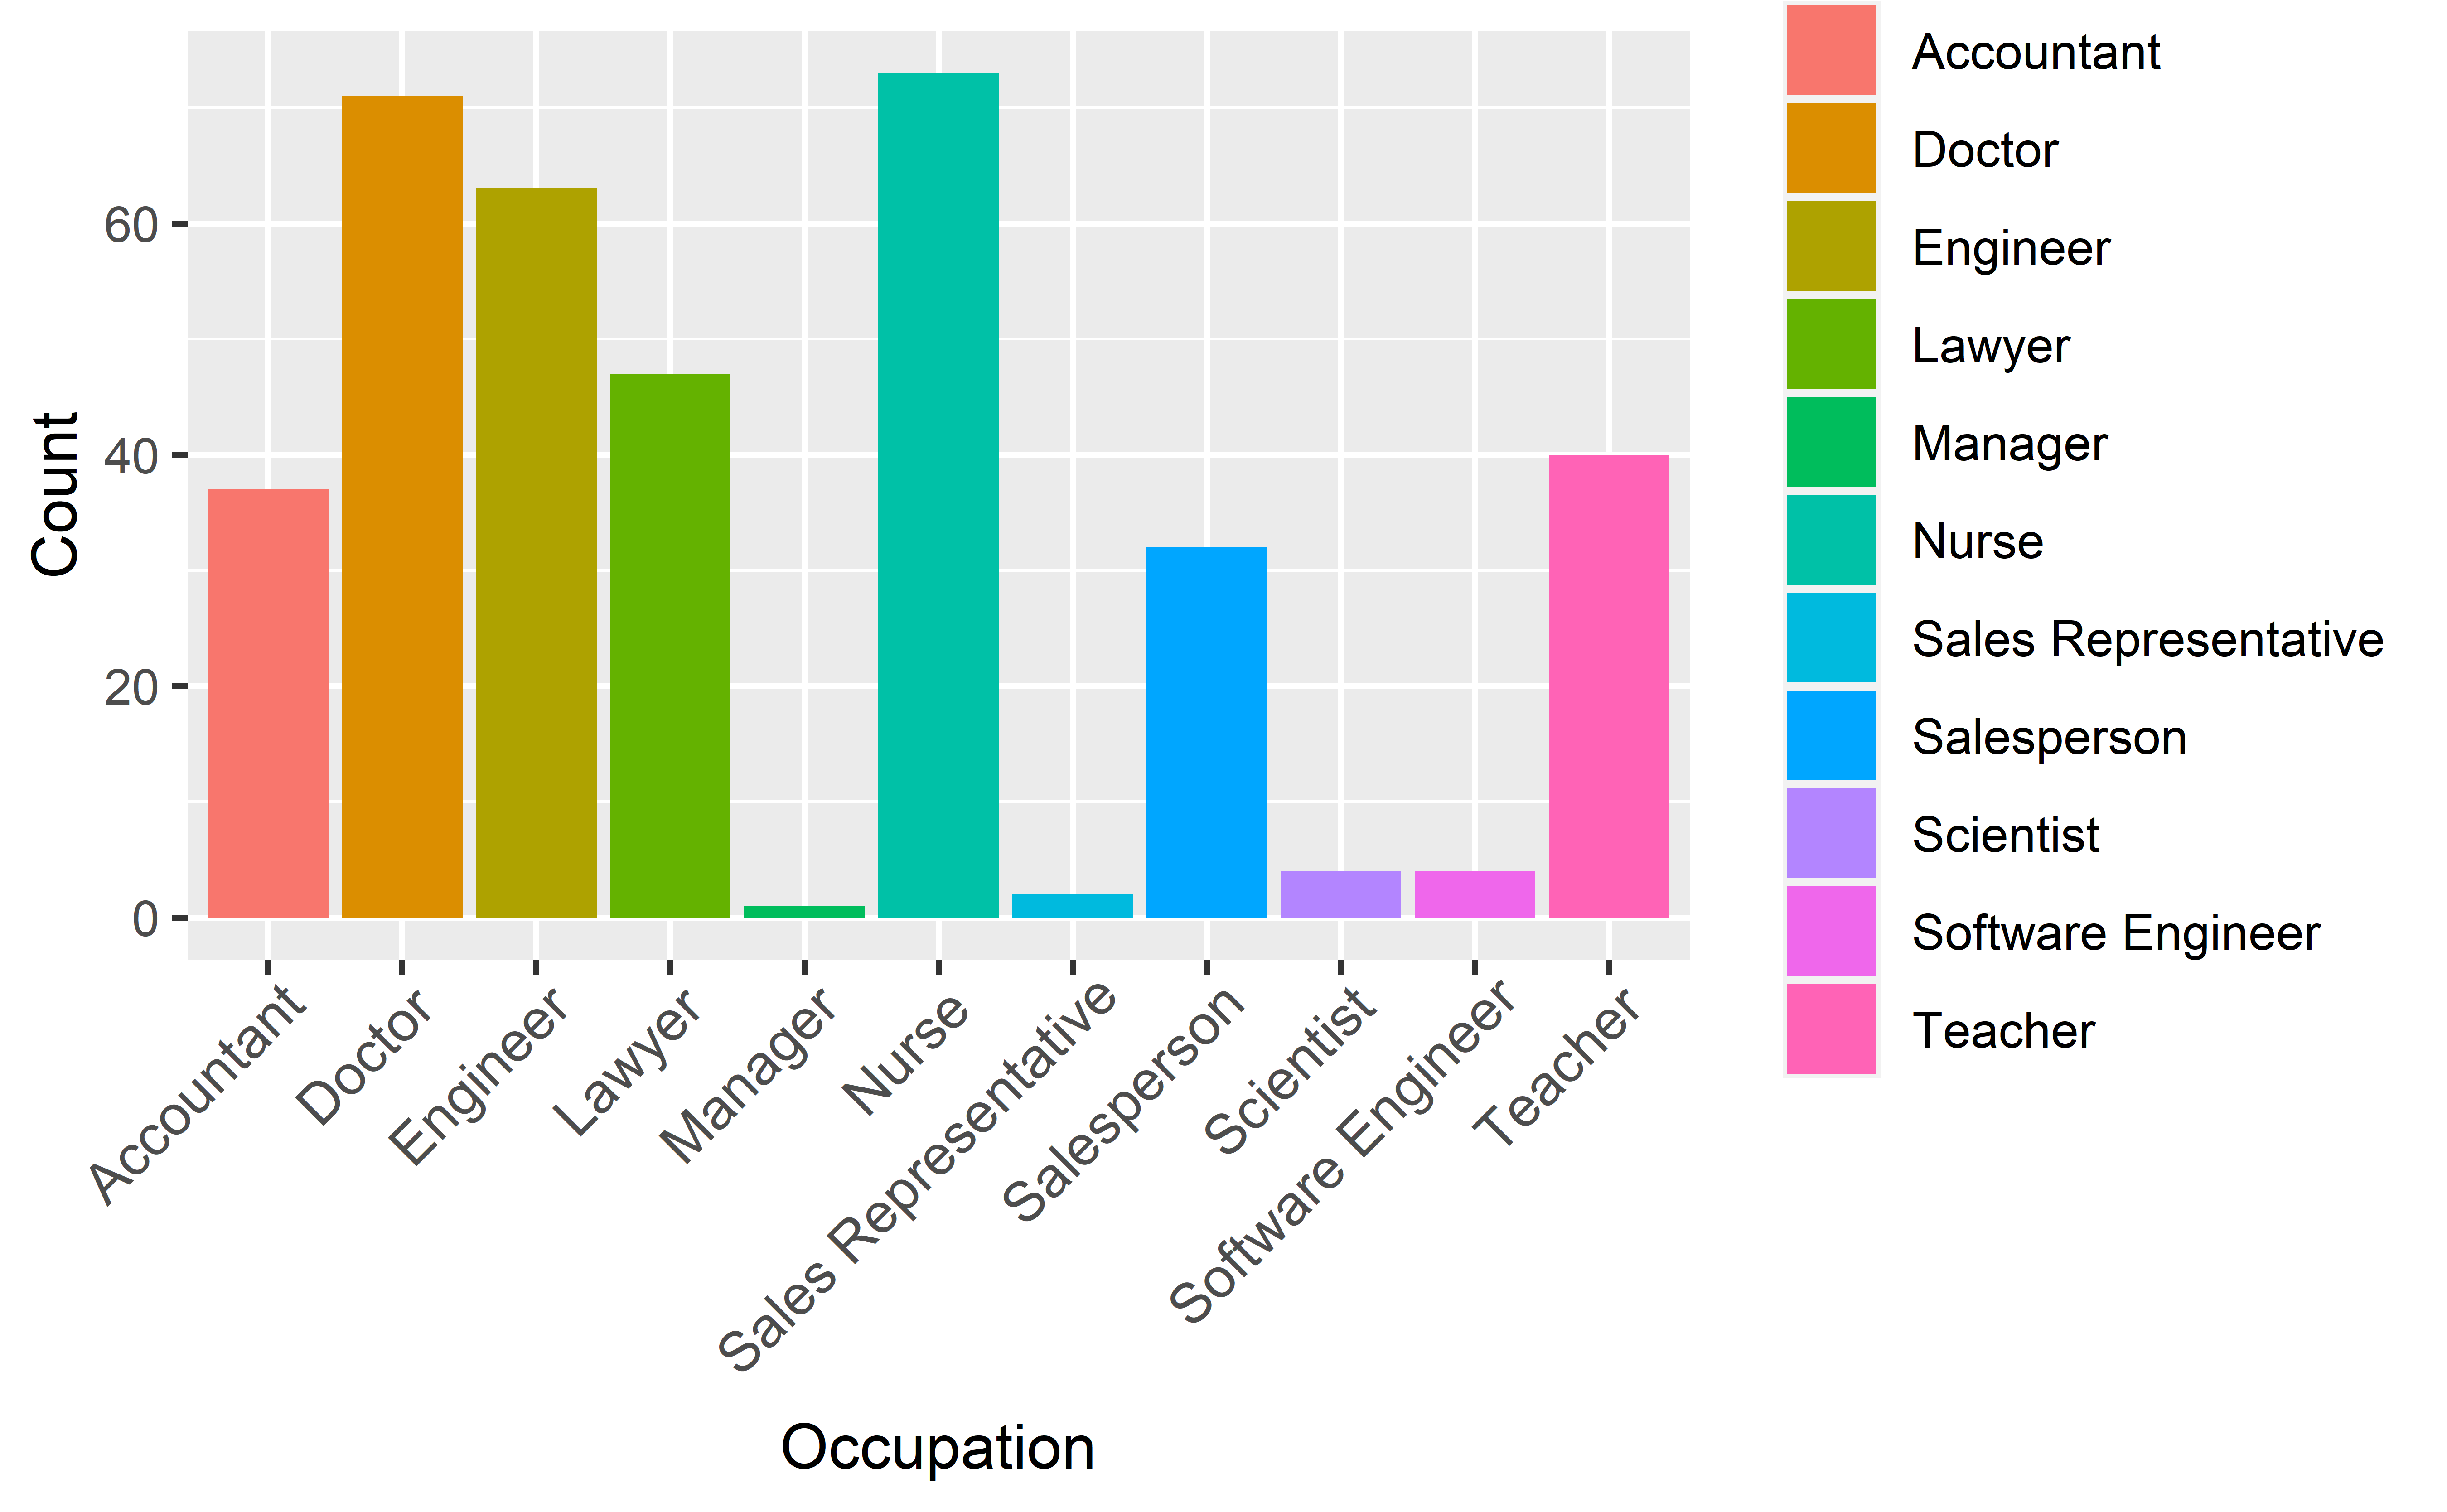 Count
60
40
20
0
Accountant
Doctor
Engineer
Lawyer
Manager
Nurse
Sales Representative
Salesperson
Scientist
Software Engineer
Teacher
Occupation
Accountant
Doctor
Engineer
Lawyer
Manager
Nurse
Sales Representative
Salesperson
Scientist
Software Engineer
Teacher